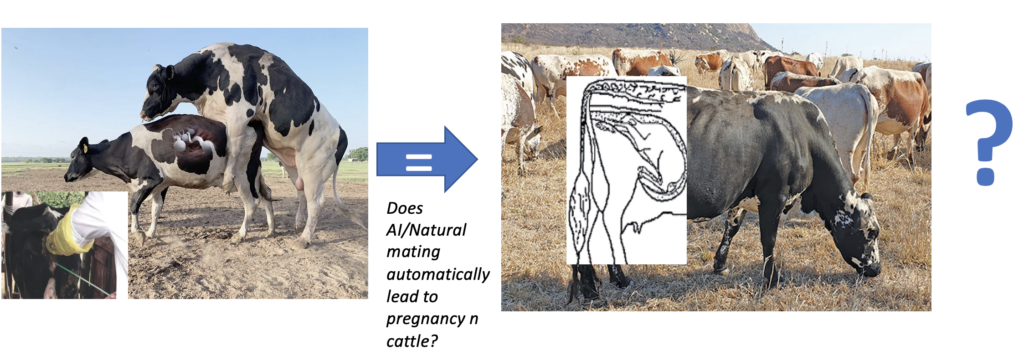 =
Does
AI/Natural
mating
automatically
lead to
pregnancy n
cattle?
?